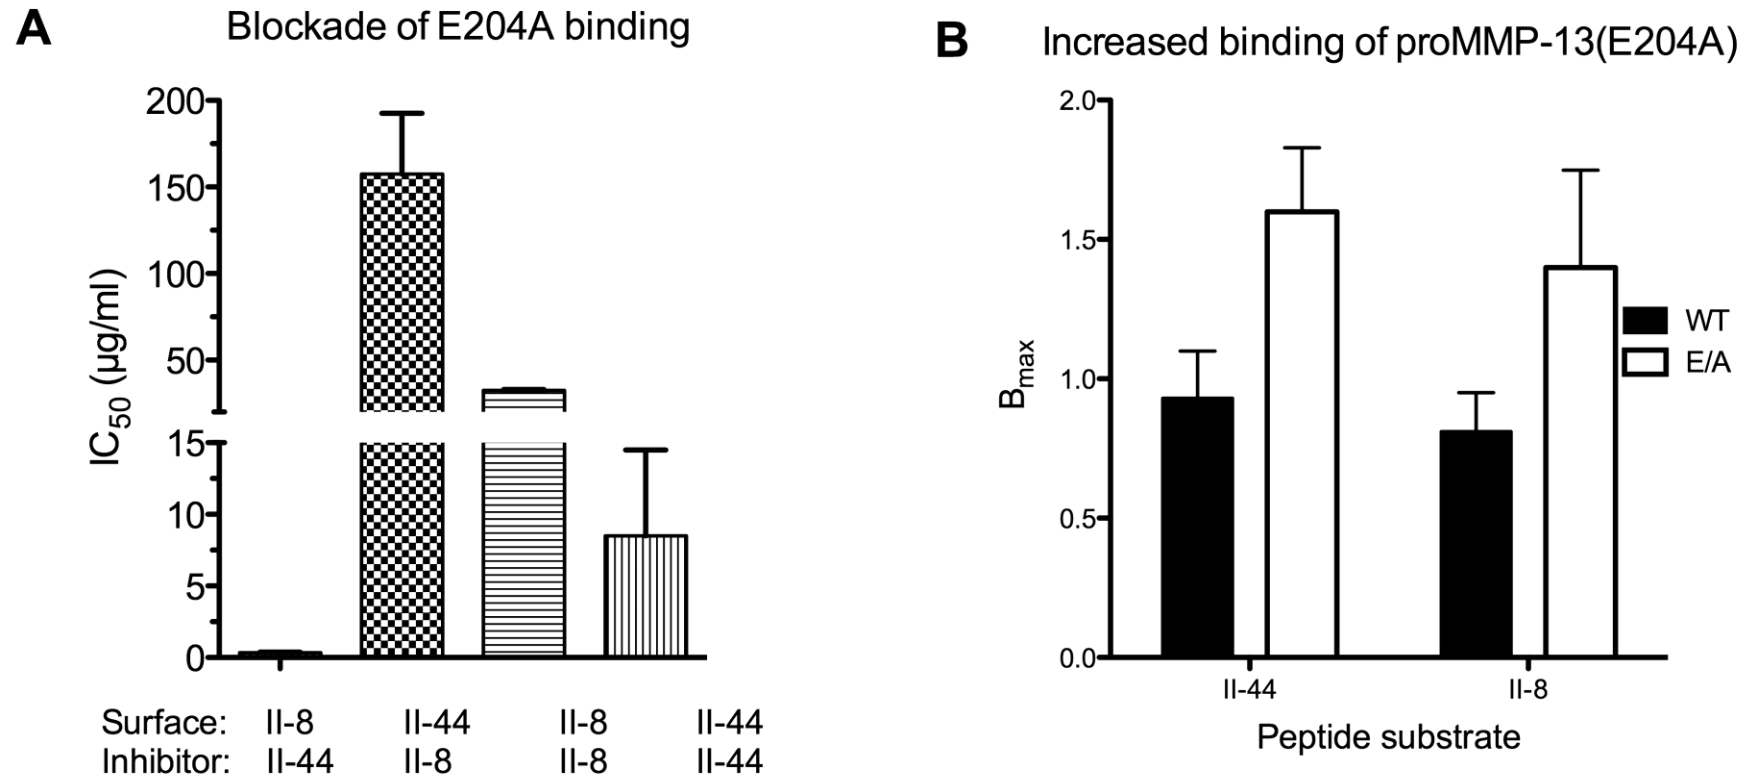 A
Blockade of E204A binding
200
150
100
50
15
10
5
0
IC50 (µg/ml)
Surface: II-8 II-44 II-8 II-44
Inhibitor: II-44 II-8 II-8 II-44
B
Increased binding of proMMP-13(E204A)
2.0
1.5
1.0
0.5
0.0
Bmax
WT
E/A
II-44 II-8
Peptide substrate